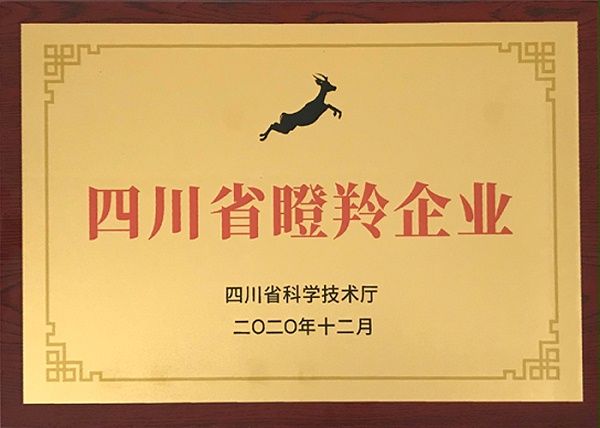 四川省瞪羚企业
四川省科学技术厅
二〇二〇年十二月